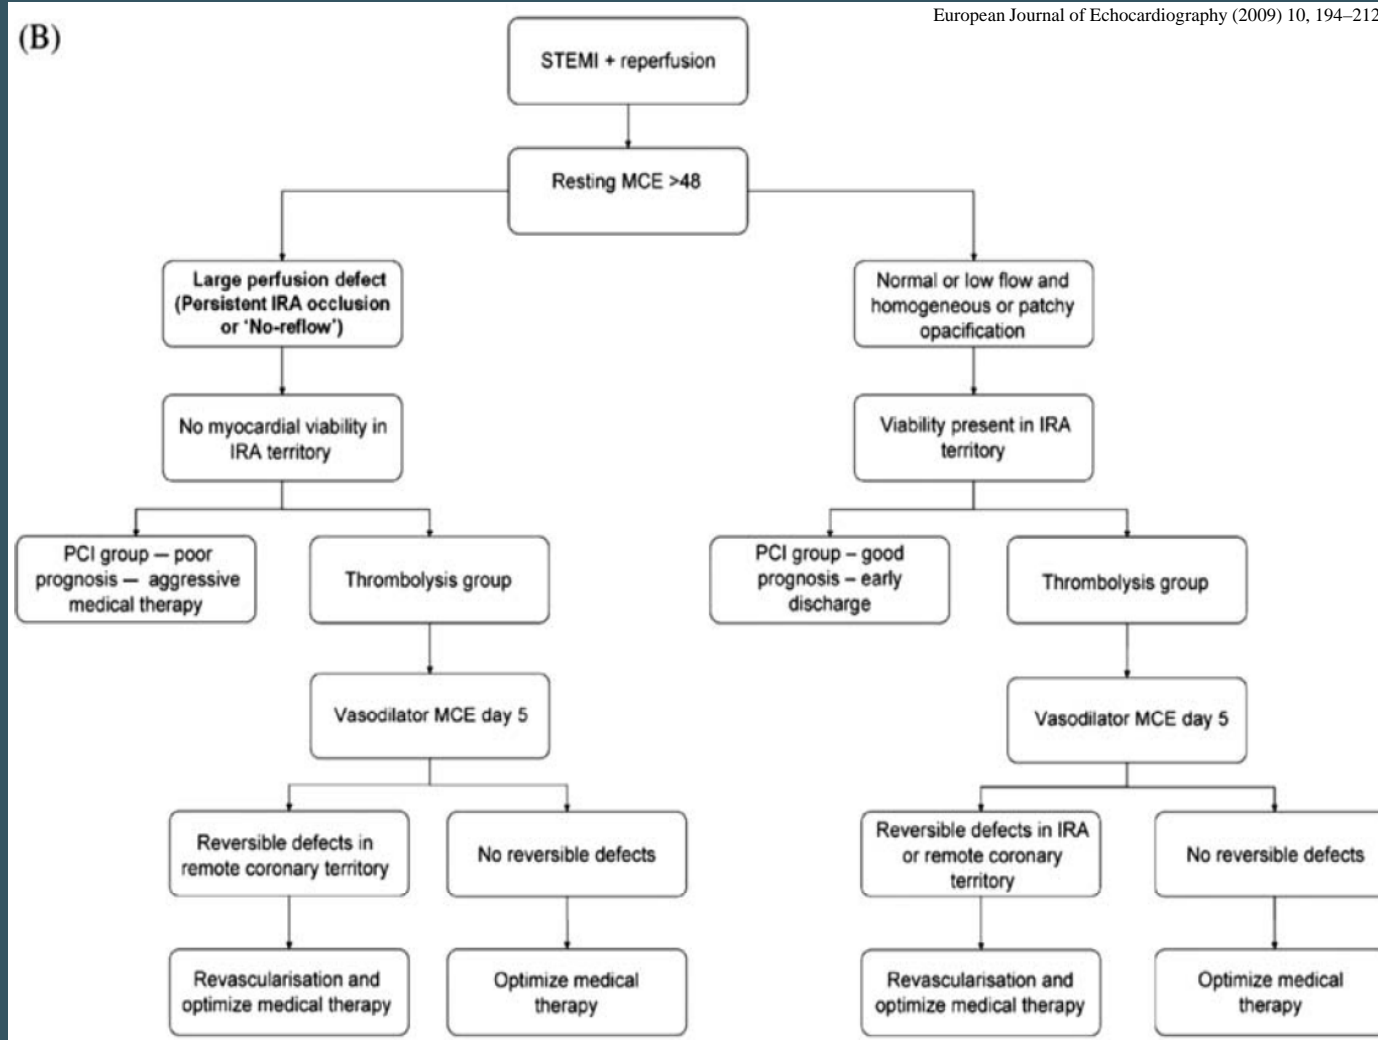 European Journal of Echocardiography (2009) 10, 194–212
(B)
STEMI + reperfusion
Resting MCE >48
Large perfusion defect
(Persistent IRA occlusion
or ‘No-reflow’)
Normal or low flow and
homogeneous or patchy
opacification
No myocardial viability in
IRA territory
Viability present in IRA
territory
PCI group – poor
prognosis – aggressive
medical therapy
Thrombolysis group
PCI group – good
prognosis – early
discharge
Thrombolysis group
Vasodilator MCE day 5
Vasodilator MCE day 5
Reversible defects in
remote coronary territory
No reversible defects
Reversible defects in IRA
or remote coronary
territory
No reversible defects
Revascularisation and
optimize medical therapy
Optimize medical
therapy
Revascularisation and
optimize medical therapy
Optimize medical
therapy